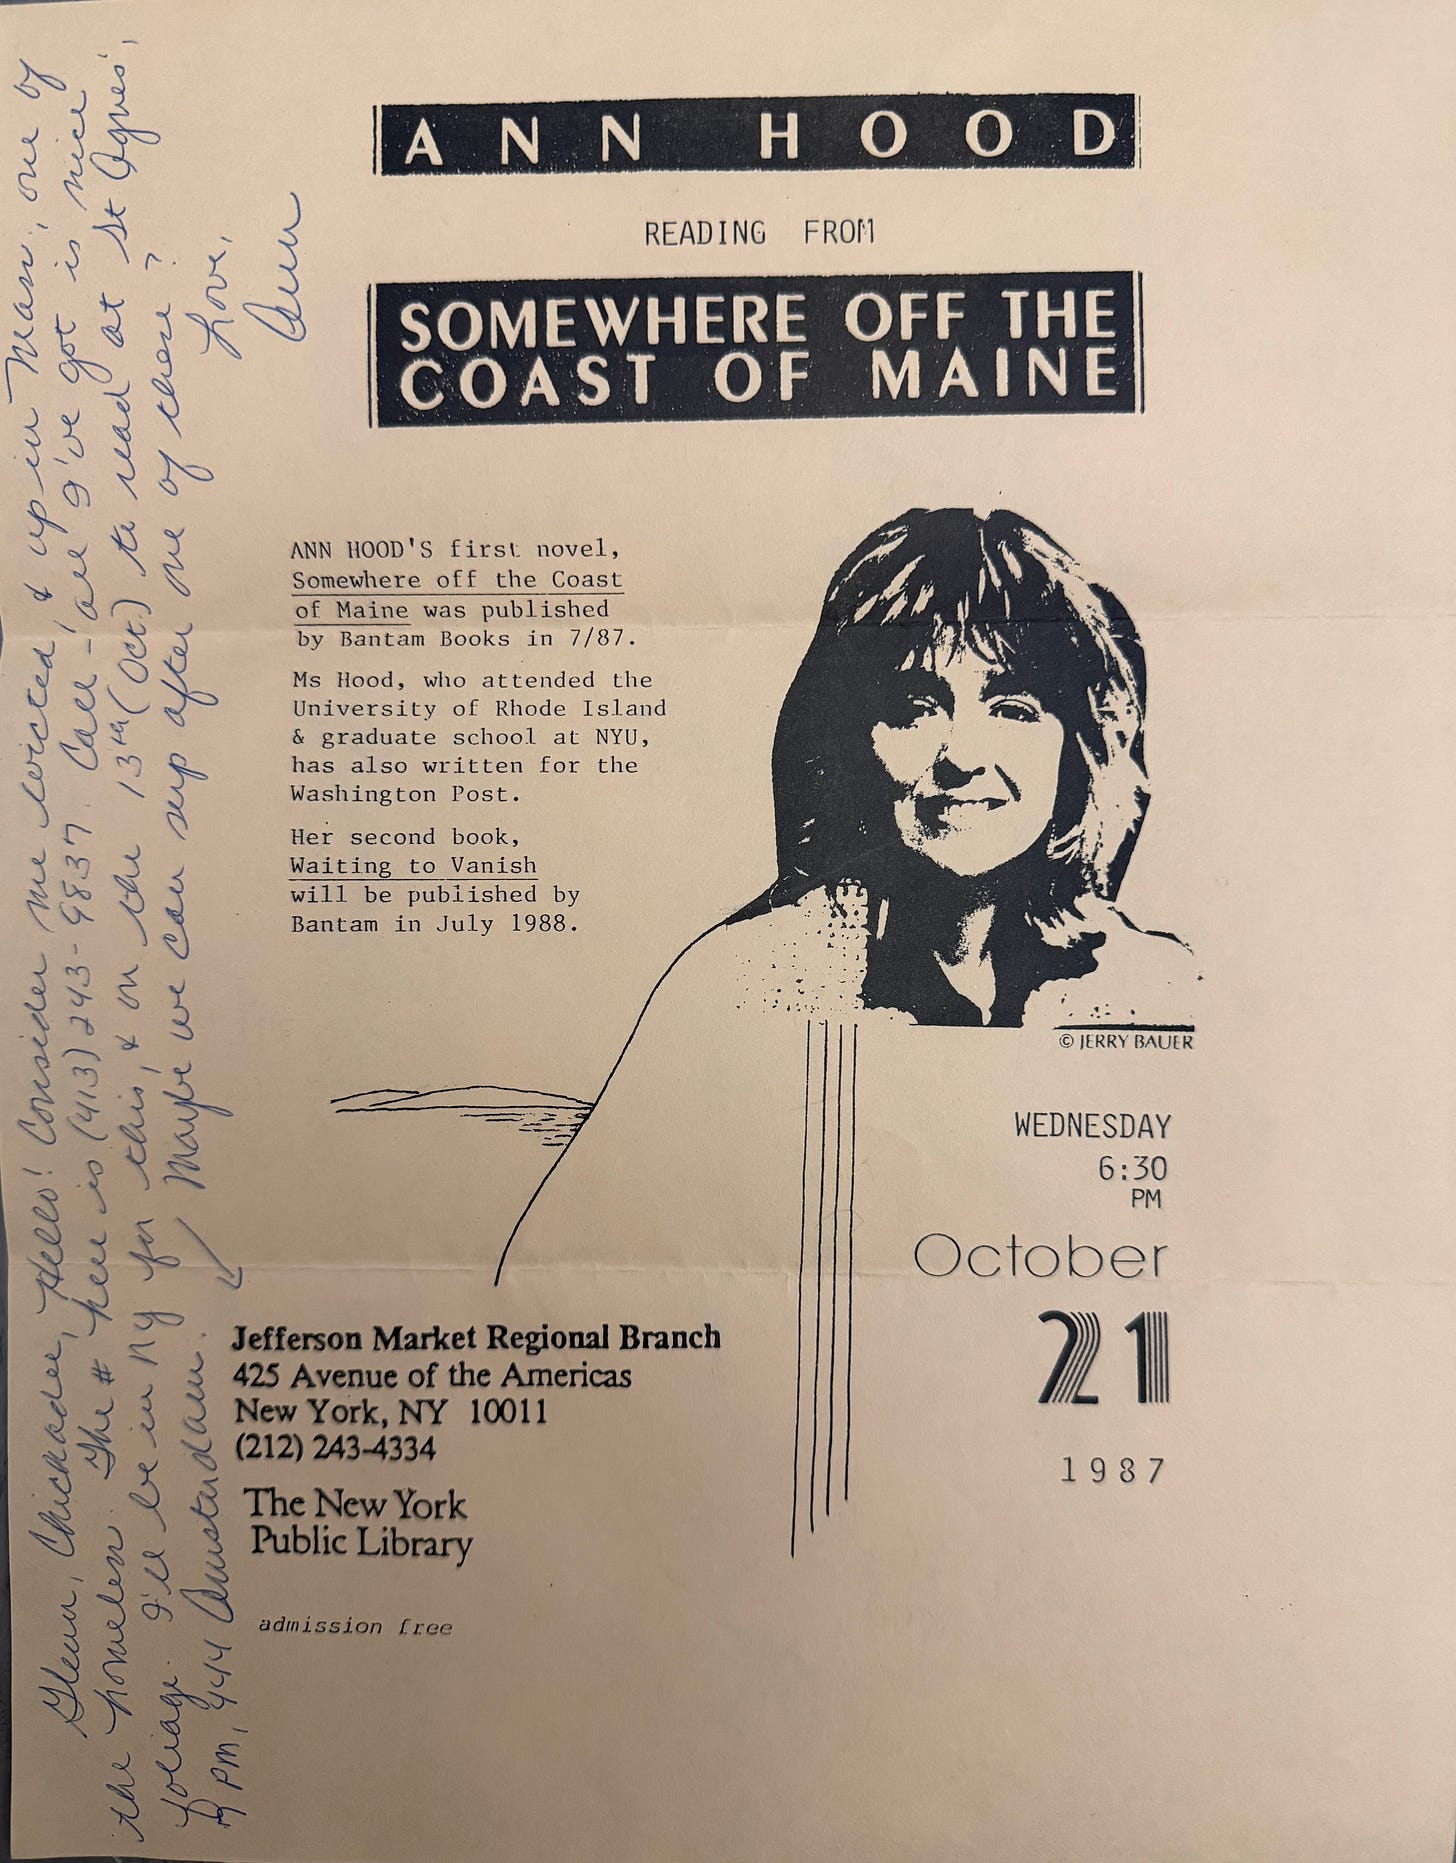 ANN HOOD
READING FROM
SOMEWHERE OFF THE
COAST OF MAINE
ANN HOOD'S first novel,
Somewhere off the Coast
of Maine was published
by Bantam Books in 7/87.
Ms Hood, who attended the
University of Rhode Island
& graduate school at NYU,
has also written for the
Washington Post.
Her second book,
Waiting to Vanish
will be published by
Bantam in July 1988.
© JERRY BAUER
WEDNESDAY
6:30
PM
October
21
1987
Jefferson Market Regional Branch
425 Avenue of the Americas
New York, NY 10011
(212) 243-4334
The New York
Public Library
admission free
Glenn, Chickadee, Hello! Consider me evicted, & up in Mass., one of
the homeless. The # here is (413) 243-9837. Call - all I've got is nice
foliage. I'll be in NY for this, & on the 13th (Oct.) to read at St Agnes',
7 pm, 444 Amsterdam. Maybe we can sup after one of these?
Love,
Ann